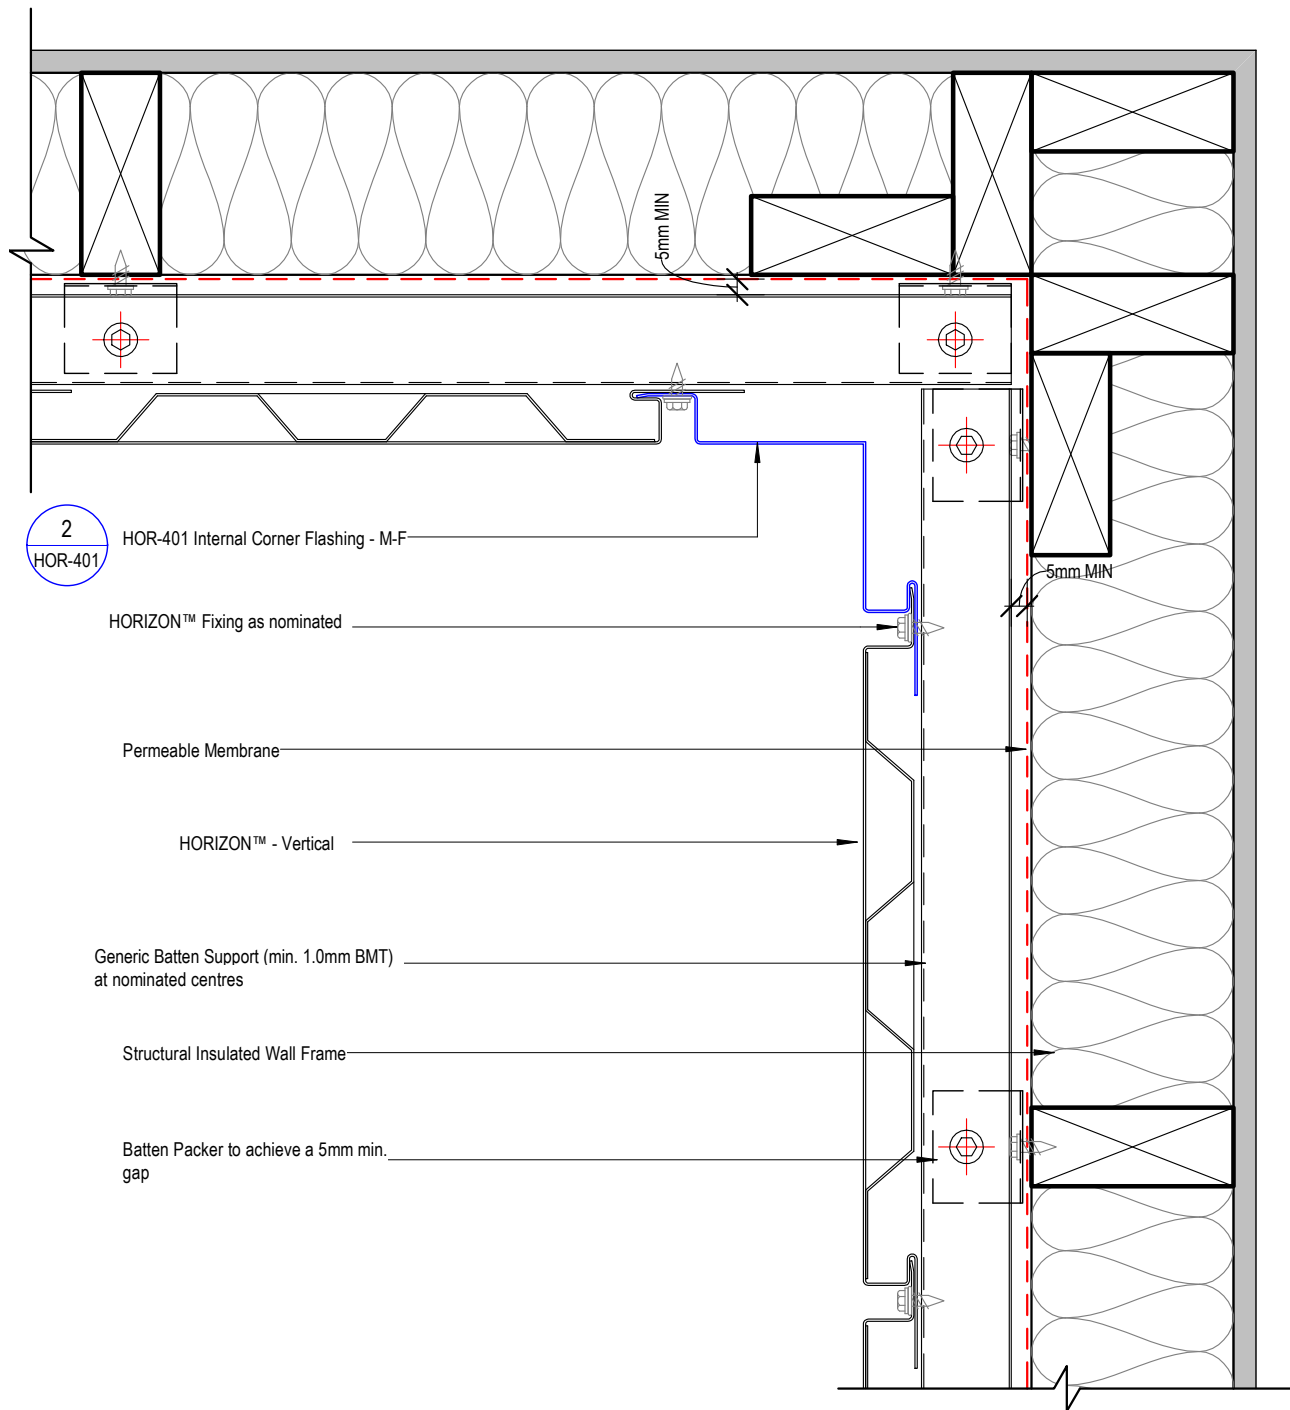 5mm MIN
2
HOR-401
HOR-401 Internal Corner Flashing - M-F
5mm MIN
HORIZON™ Fixing as nominated
Permeable Membrane
HORIZON™ - Vertical
Generic Batten Support (min. 1.0mm BMT)
at nominated centres
Structural Insulated Wall Frame
Batten Packer to achieve a 5mm min.
gap